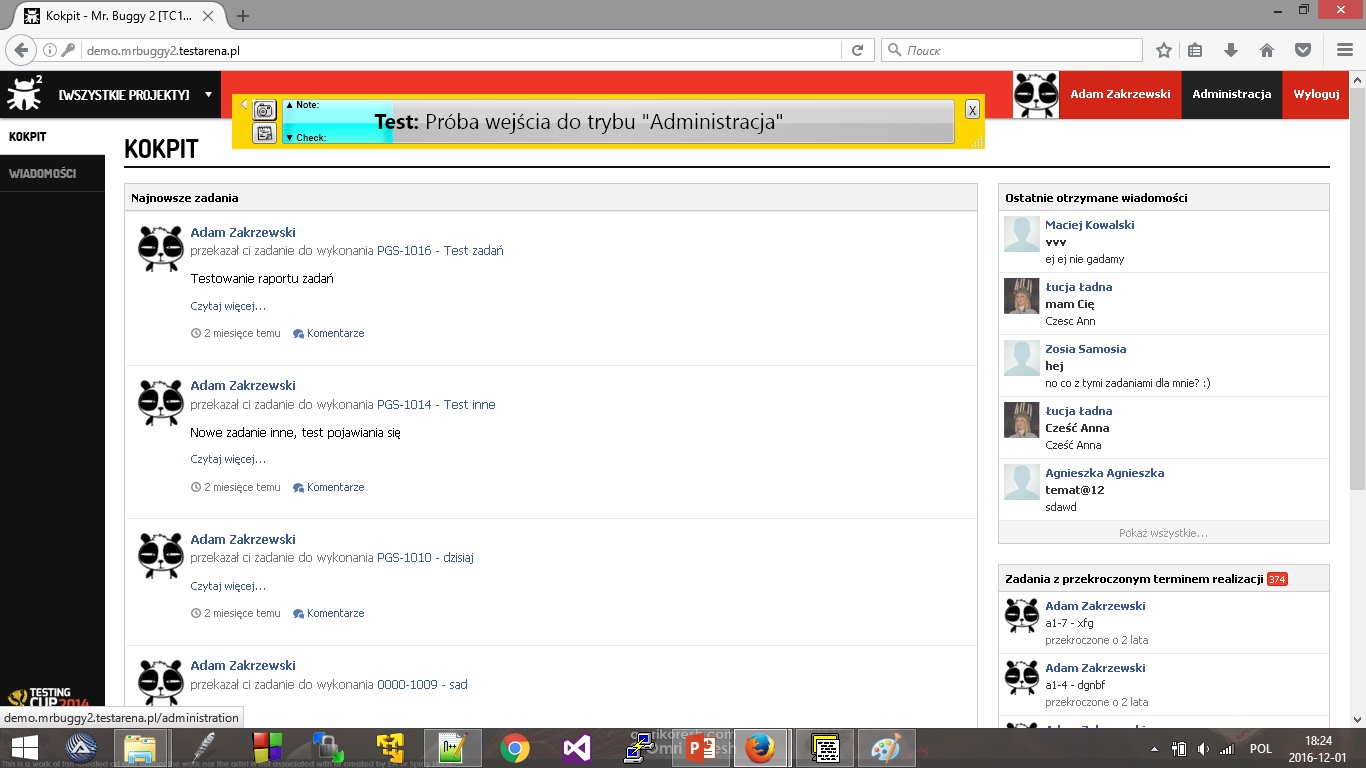 Kokpit - Mr. Buggy 2 [TC1...
demo.mrbuggy2.testarena.pl
Поиск
2
[WSZYSTKIE PROJEKTY]
Adam Zakrzewski
Administracja
Wyloguj
Note:
Test: Próba wejścia do trybu "Administracja"
Check:
X
KOKPIT
WIADOMOŚCI
KOKPIT
Najnowsze zadania
Adam Zakrzewski
przekazał ci zadanie do wykonania PGS-1016 - Test zadań
Testowanie raportu zadań
Czytaj więcej...
2 miesięce temu Komentarze
Adam Zakrzewski
przekazał ci zadanie do wykonania PGS-1014 - Test inne
Nowe zadanie inne, test pojawiania się
Czytaj więcej...
2 miesięce temu Komentarze
Adam Zakrzewski
przekazał ci zadanie do wykonania PGS-1010 - dzisiaj
Czytaj więcej...
2 miesięce temu Komentarze
Adam Zakrzewski
przekazał ci zadanie do wykonania 0000-1009 - sad
Ostatnie otrzymane wiadomości
Maciej Kowalski
vvv
ej ej nie gadamy
Łucja Ładna
mam Cię
Czesc Ann
Zosia Samosia
hej
no co z tymi zadaniami dla mnie? :)
Łucja Ładna
Cześć Anna
Cześć Anna
Agnieszka Agnieszka
temat@12
sdawd
Pokaż wszystkie...
Zadania z przekroczonym terminem realizacji 374
Adam Zakrzewski
a1-7 - xfg
przekroczone o 2 lata
Adam Zakrzewski
a1-4 - dgnbf
przekroczone o 2 lata
TESTING
CUP 2014
demo.mrbuggy2.testarena.pl/administration
POL
18:24
2016-12-01